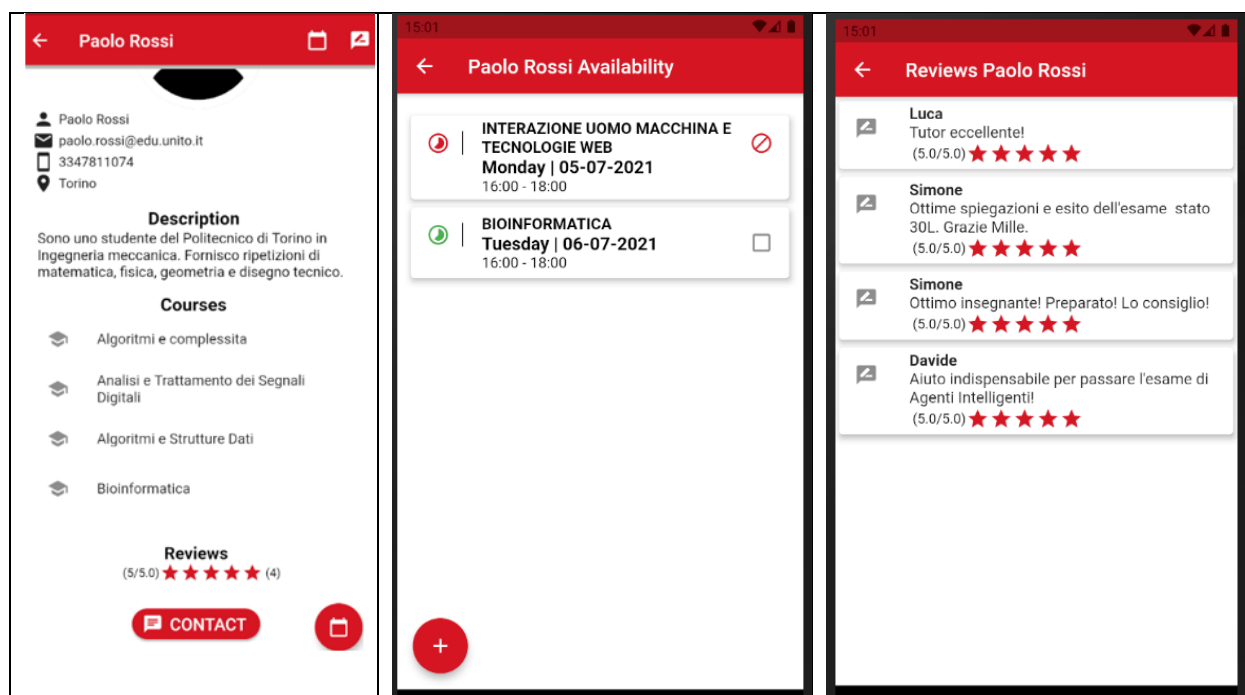 Paolo Rossi
Paolo Rossi
paolo.rossi@edu.unito.it
3347811074
Torino
Description
Sono uno studente del Politecnico di Torino in
Ingegneria meccanica. Fornisco ripetizioni di
matematica, fisica, geometria e disegno tecnico.
Courses
Algoritmi e complessita
Analisi e Trattamento dei Segnali
Digitali
Algoritmi e Strutture Dati
Bioinformatica
Reviews
(5/5.0) (4)
CONTACT
15:01
Paolo Rossi Availability
INTERAZIONE UOMO MACCHINA E
TECNOLOGIE WEB
Monday | 05-07-2021
16:00 - 18:00
BIOINFORMATICA
Tuesday | 06-07-2021
16:00 - 18:00
15:01
Reviews Paolo Rossi
Luca
Tutor eccellente!
(5.0/5.0)
Simone
Ottime spiegazioni e esito dell'esame stato
30L. Grazie Mille.
(5.0/5.0)
Simone
Ottimo insegnante! Preparato! Lo consiglio!
(5.0/5.0)
Davide
Aiuto indispensabile per passare l'esame di
Agenti Intelligenti!
(5.0/5.0)